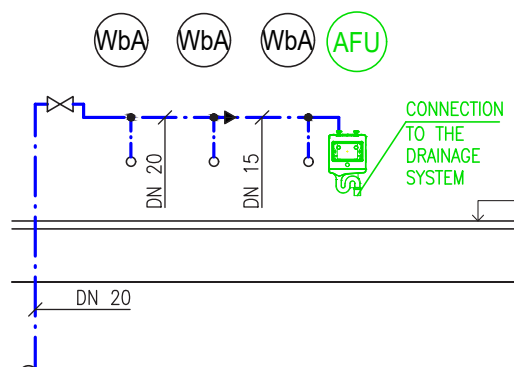 WbA WbA WbA AFU
CONNECTION
TO THE
DRAINAGE
SYSTEM
DN 20
DN 15
DN 20